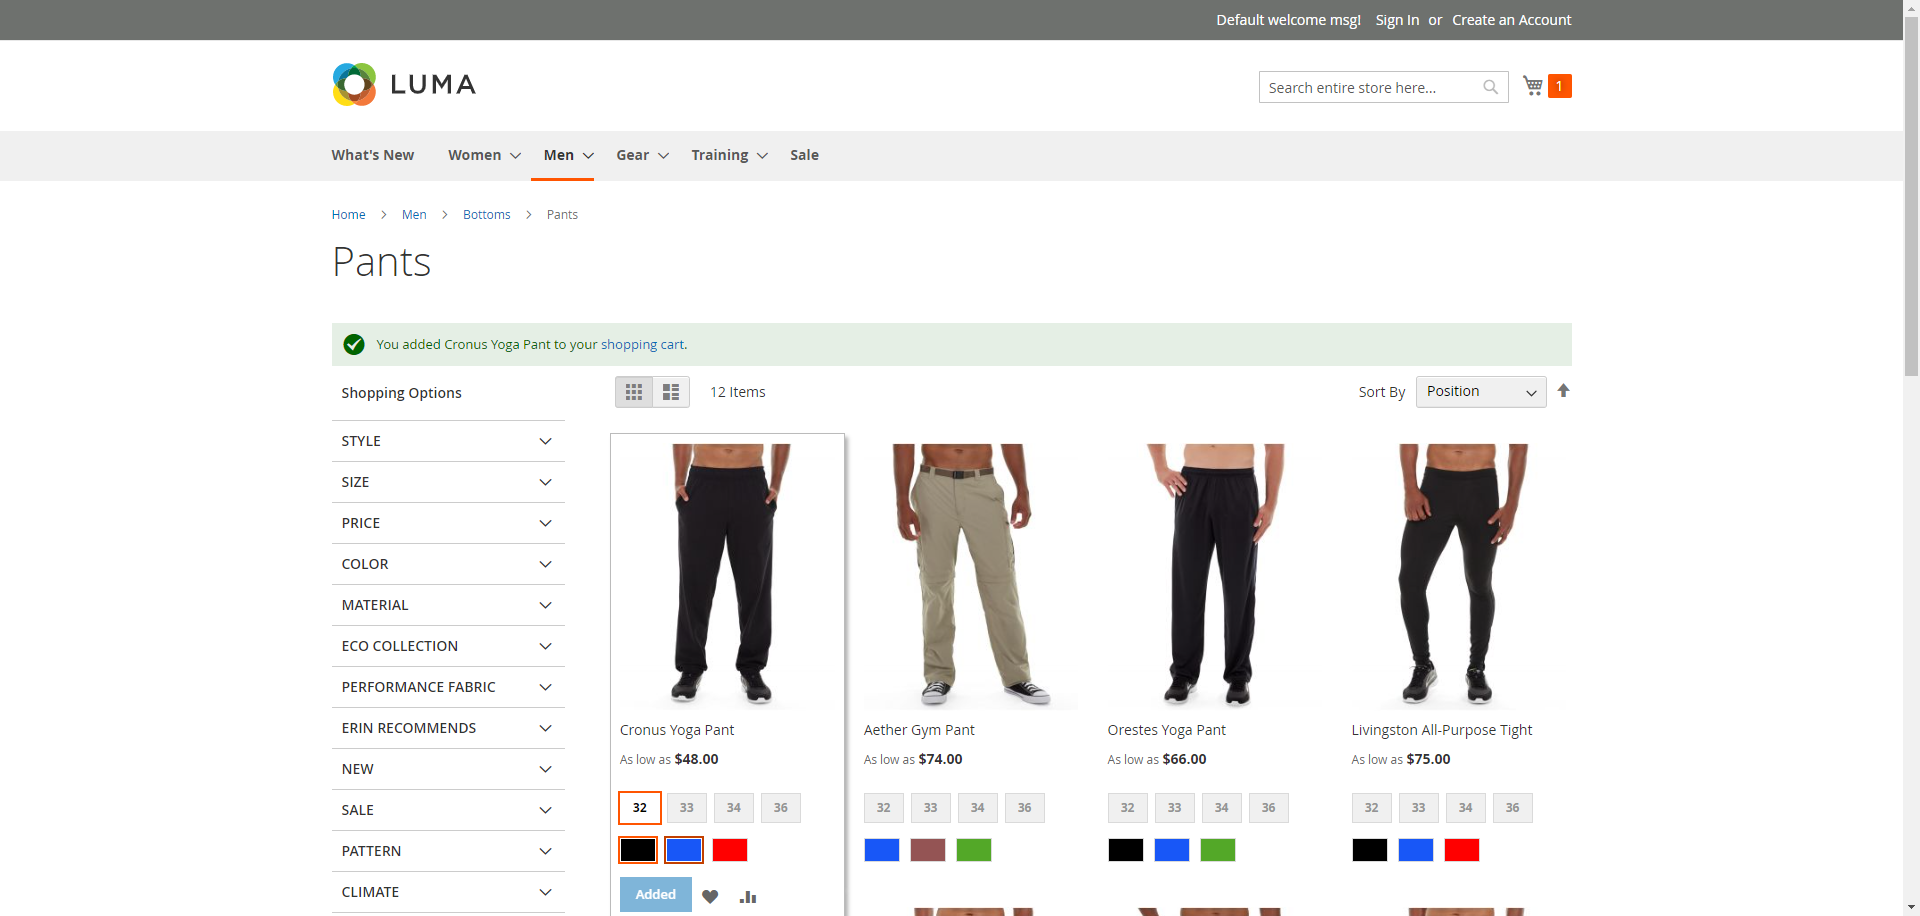 Default welcome msg! Sign In or Create an Account
LUMA
Search entire store here...
1
What's New Women Men Gear Training Sale
Home > Men > Bottoms > Pants
Pants
You added Cronus Yoga Pant to your shopping cart.
Shopping Options
12 Items
Sort By Position
STYLE
SIZE
PRICE
COLOR
MATERIAL
ECO COLLECTION
PERFORMANCE FABRIC
ERIN RECOMMENDS
NEW
SALE
PATTERN
CLIMATE
Cronus Yoga Pant
As low as $48.00
32 33 34 36
Added
Aether Gym Pant
As low as $74.00
32 33 34 36
Orestes Yoga Pant
As low as $66.00
32 33 34 36
Livingston All-Purpose Tight
As low as $75.00
32 33 34 36